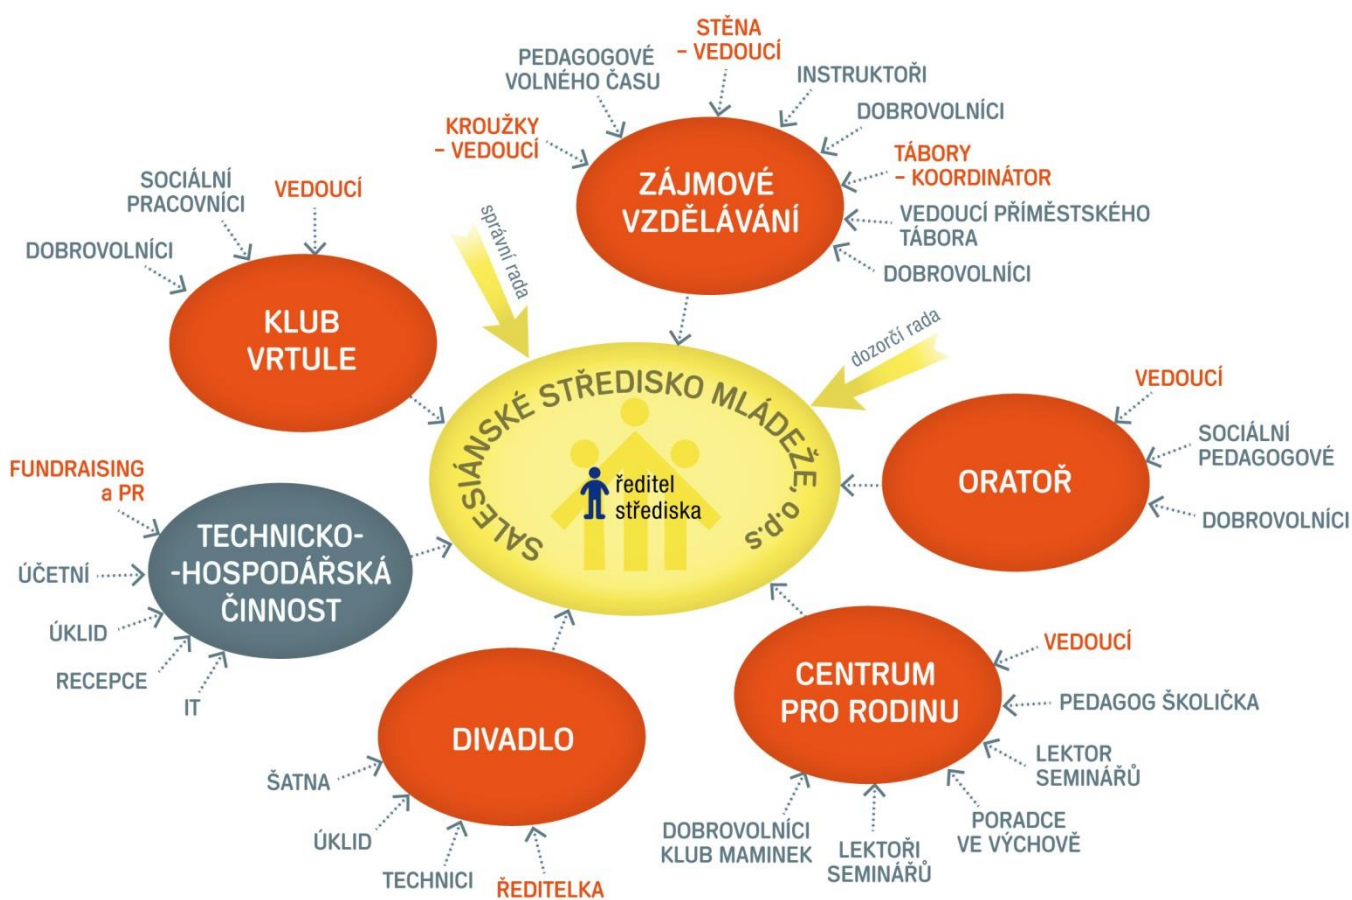 STĚNA
– VEDOUCÍ
PEDAGOGOVÉ
VOLNÉHO ČASU
INSTRUKTOŘI
DOBROVOLNÍCI
KROUŽKY
– VEDOUCÍ
TÁBORY
– KOORDINÁTOR
VEDOUCÍ PŘÍMĚSTSKÉHO
TÁBORA
DOBROVOLNÍCI
ZÁJMOVÉ
VZDĚLÁVÁNÍ
SOCIÁLNÍ
PRACOVNÍCI
VEDOUCÍ
DOBROVOLNÍCI
KLUB
VRTULE
správní rada
dozorčí rada
SALESIÁNSKÉ STŘEDISKO MLÁDEŽE, o.p.s
ředitel
střediska
VEDOUCÍ
SOCIÁLNÍ
PEDAGOGOVÉ
DOBROVOLNÍCI
ORATOŘ
FUNDRAISING
a PR
ÚČETNÍ
ÚKLID
RECEPCE
IT
TECHNICKO-
-HOSPODÁŘSKÁ
ČINNOST
DIVADLO
ŠATNA
ÚKLID
TECHNICI
ŘEDITELKA
CENTRUM
PRO RODINU
VEDOUCÍ
PEDAGOG ŠKOLIČKA
LEKTOR
SEMINÁŘŮ
PORADCE
VE VÝCHOVĚ
LEKTOŘI
SEMINÁŘŮ
DOBROVOLNÍCI
KLUB MAMINEK